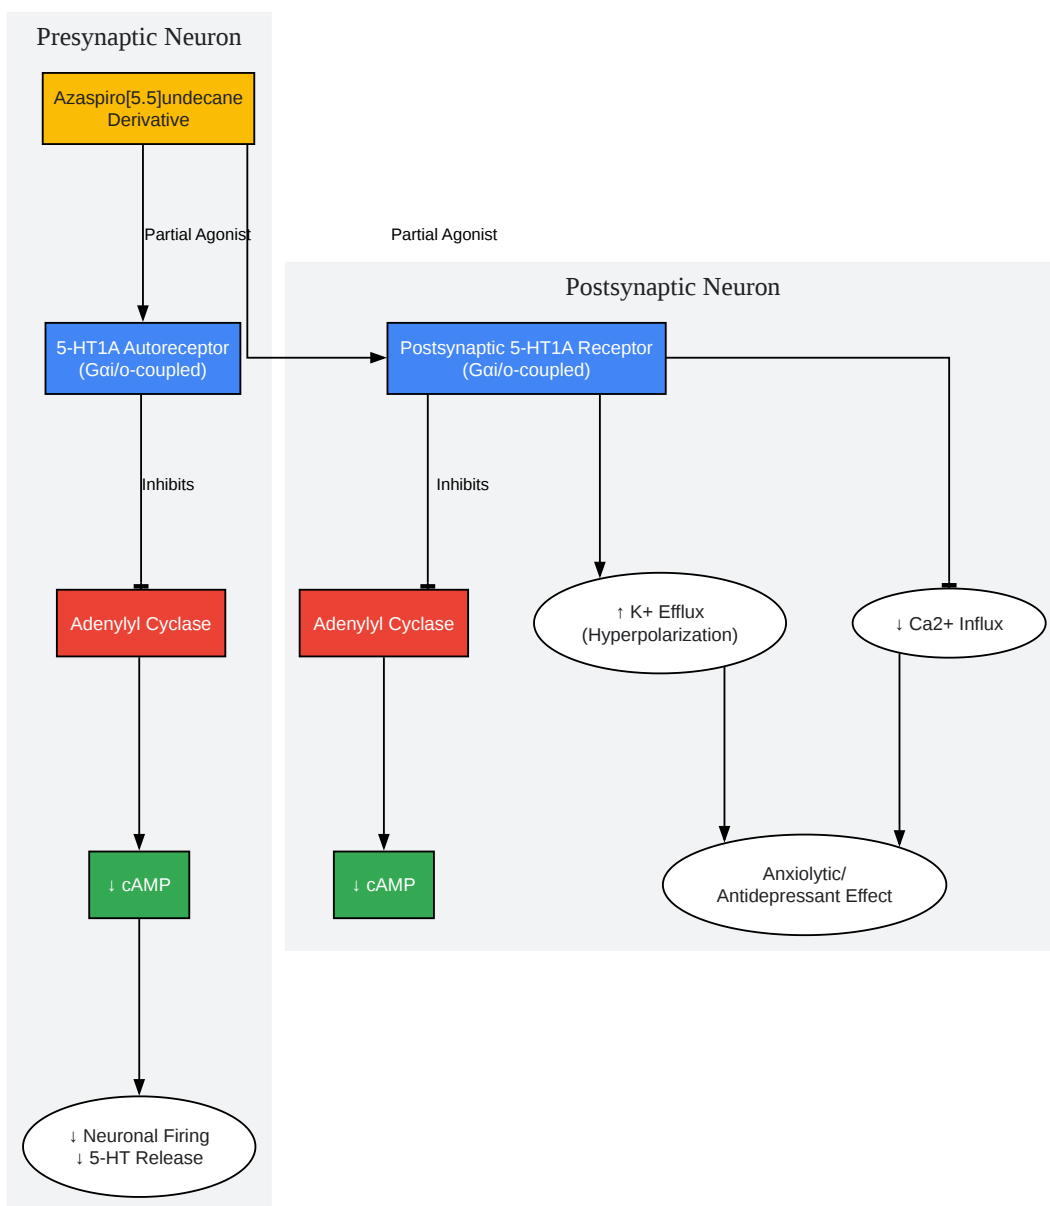 Presynaptic Neuron
Azaspiro[5.5]undecane
Derivative
Partial Agonist
Partial Agonist
Postsynaptic Neuron
5-HT1A Autoreceptor
(Gαi/o-coupled)
Postsynaptic 5-HT1A Receptor
(Gαi/o-coupled)
Inhibits
Inhibits
Adenylyl Cyclase
Adenylyl Cyclase
↑ K+ Efflux
(Hyperpolarization)
↓ Ca2+ Influx
↓ cAMP
↓ cAMP
Anxiolytic/
Antidepressant Effect
↓ Neuronal Firing
↓ 5-HT Release